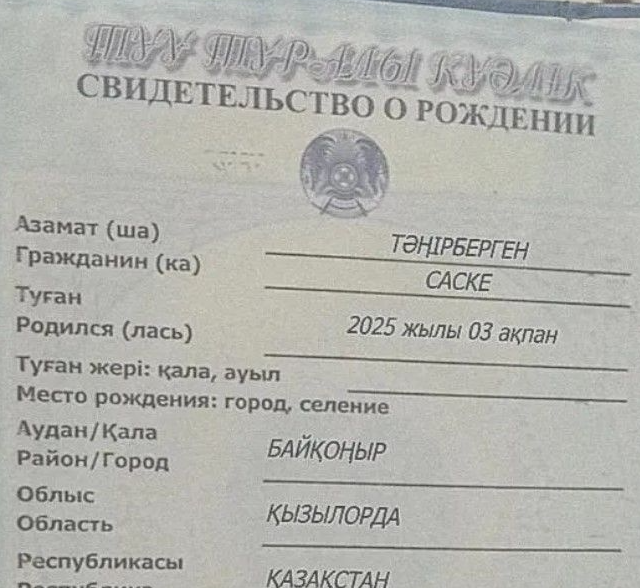 ТУУ ТУРАЛЫ КУӘЛІК
СВИДЕТЕЛЬСТВО О РОЖДЕНИИ
Азамат (ша)
Гражданин (ка)
ТӘҢІРБЕРГЕН
САСКЕ
Туған
Родился (лась)
2025 жылы 03 ақпан
Туған жері: қала, ауыл
Место рождения: город, селение
Аудан/Қала
Район/Город
БАЙҚОҢЫР
Облыс
Область
ҚЫЗЫЛОРДА
Республикасы
ҚАЗАҚСТАН